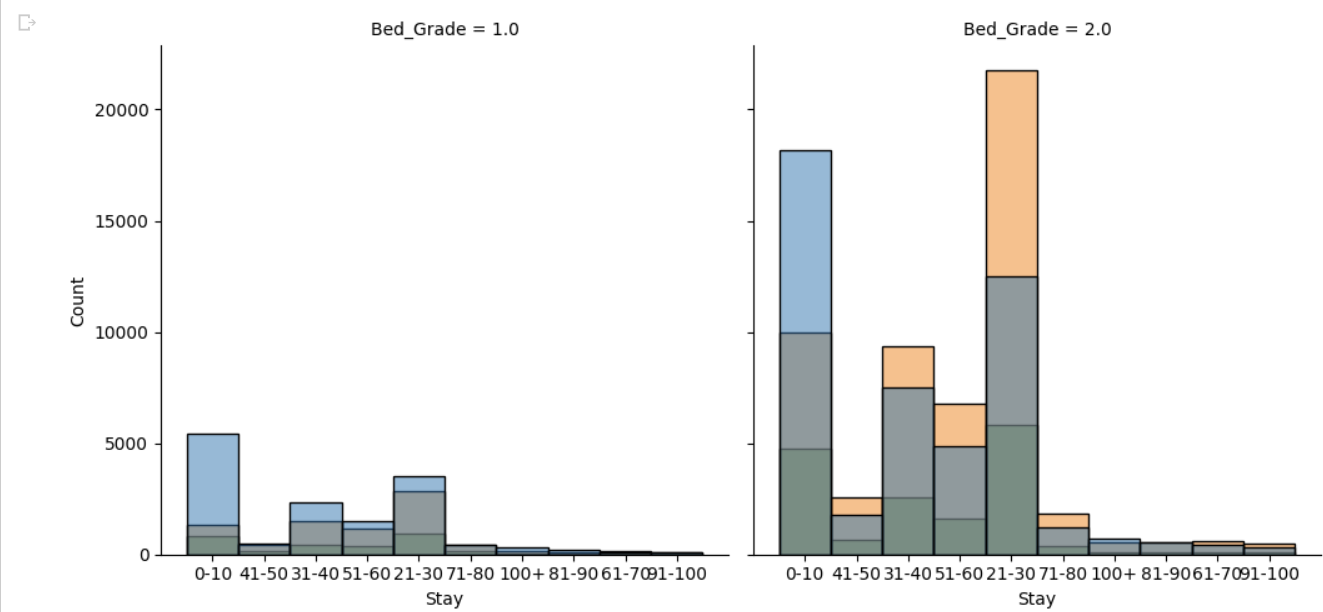 Bed_Grade = 1.0
Bed_Grade = 2.0
20000
15000
10000
5000
0
Count
0-10 41-50 31-40 51-60 21-30 71-80 100+ 81-90 61-70 91-100
0-10 41-50 31-40 51-60 21-30 71-80 100+ 81-90 61-70 91-100
Stay
Stay